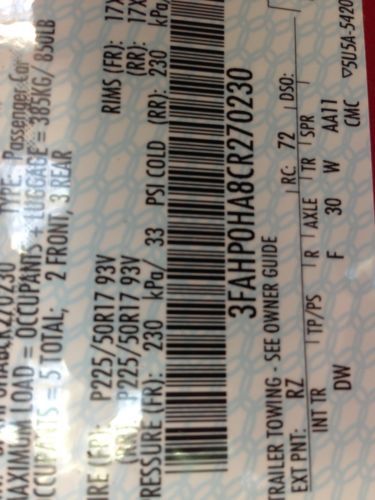 0HA8CR270230 TYPE: Passenger Car
MAXIMUM LOAD = OCCUPANTS + LUGGAGE = 385KG/ 850LB
OCCUPANTS = 5 TOTAL; 2 FRONT, 3 REAR
(FR): P225/50R17 93V RIMS (FR): 17X
(RR): P225/50R17 93V (RR): 17X
PRESSURE (FR): 230 kPa/ 33 PSI COLD (RR): 230 kPa/
3FAHP0HA8CR270230
TRAILER TOWING - SEE OWNER GUIDE
EXT PNT: RZ RC: 72 DSO:
INT TR TP/PS R AXLE TR SPR
DW F 30 W AA11
CMC ▽5U5A-5420